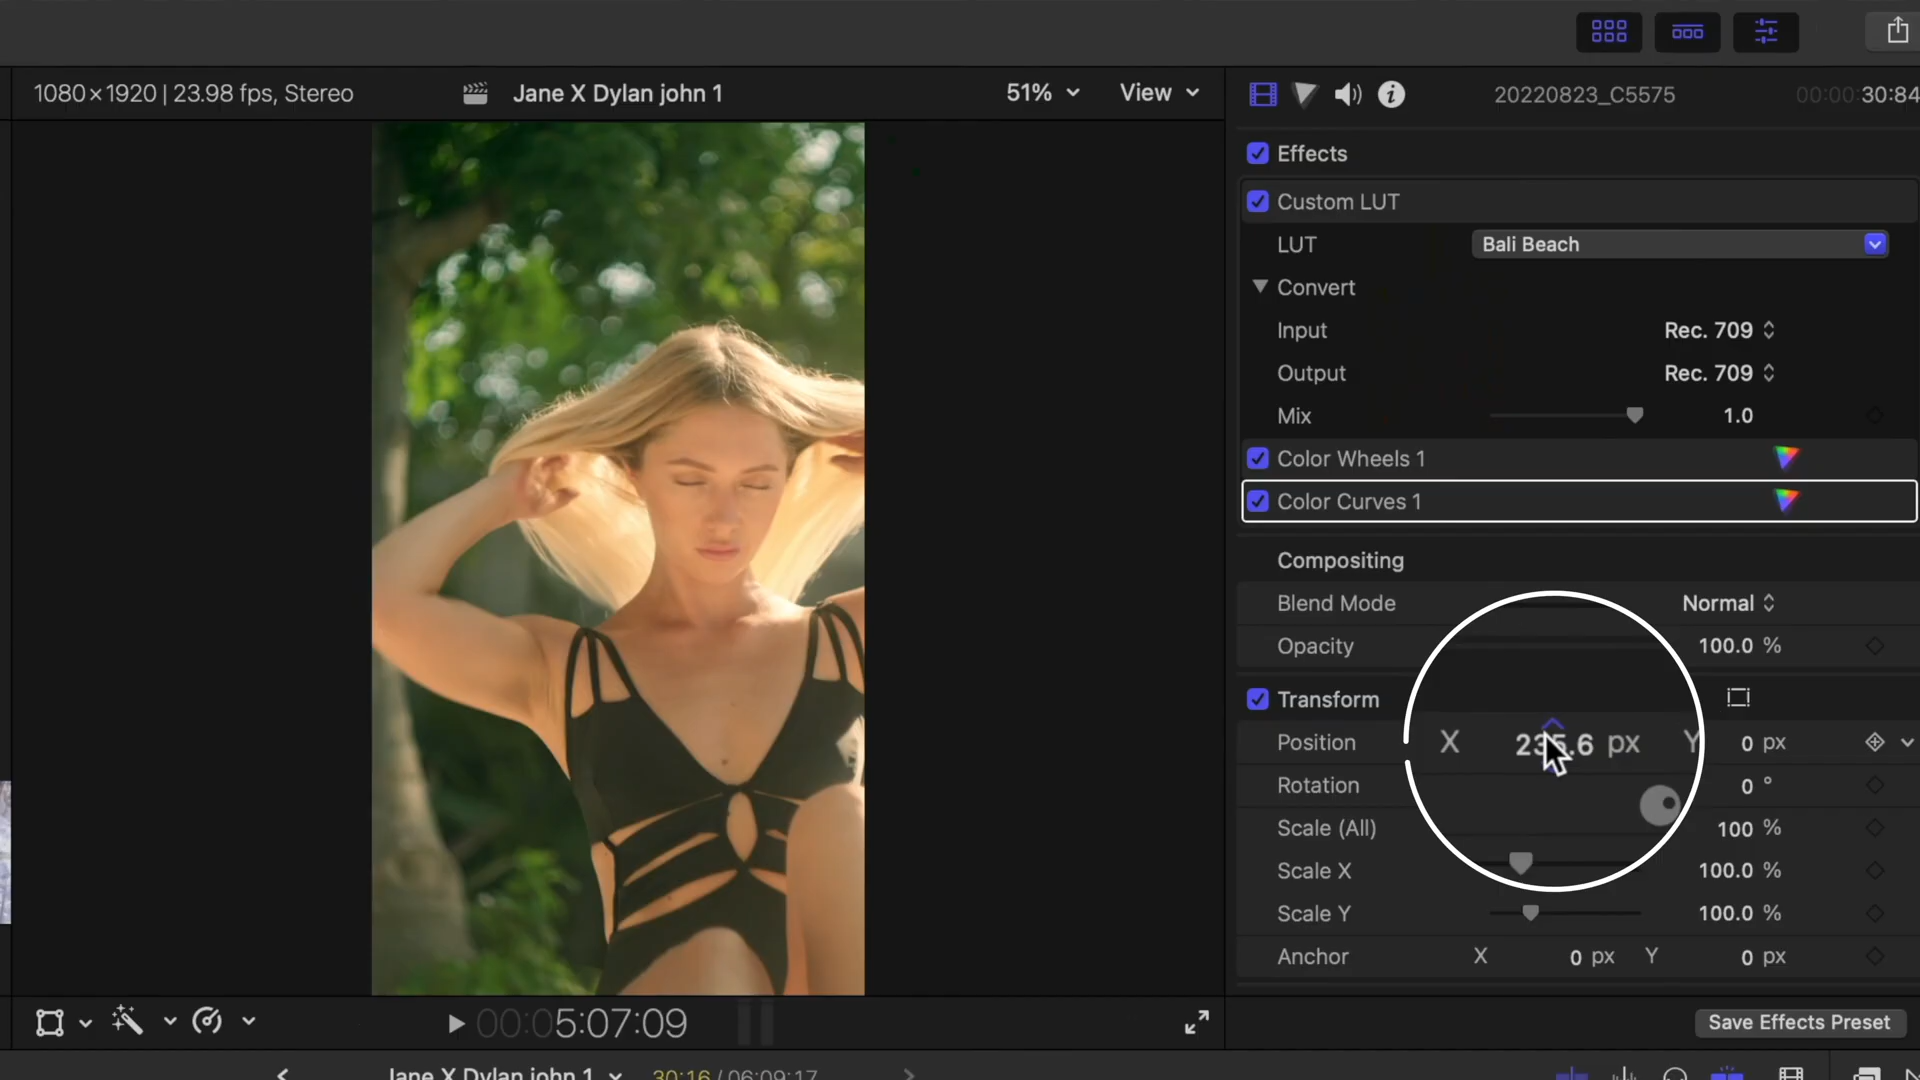 1080×1920 | 23.98 fps, Stereo
Jane X Dylan john 1
51%
View
20220823_C5575
00:00:30:84
Effects
Custom LUT
LUT Bali Beach
Convert
Input Rec. 709
Output Rec. 709
Mix 1.0
Color Wheels 1
Color Curves 1
Compositing
Blend Mode Normal
Opacity 100.0 %
Transform
Position X 235.6 px Y 0 px
Rotation 0 °
Scale (All) 100 %
Scale X 100.0 %
Scale Y 100.0 %
Anchor X 0 px Y 0 px
00:05:07:09
Save Effects Preset
Jane X Dylan john 1
30:16 / 06:09:17